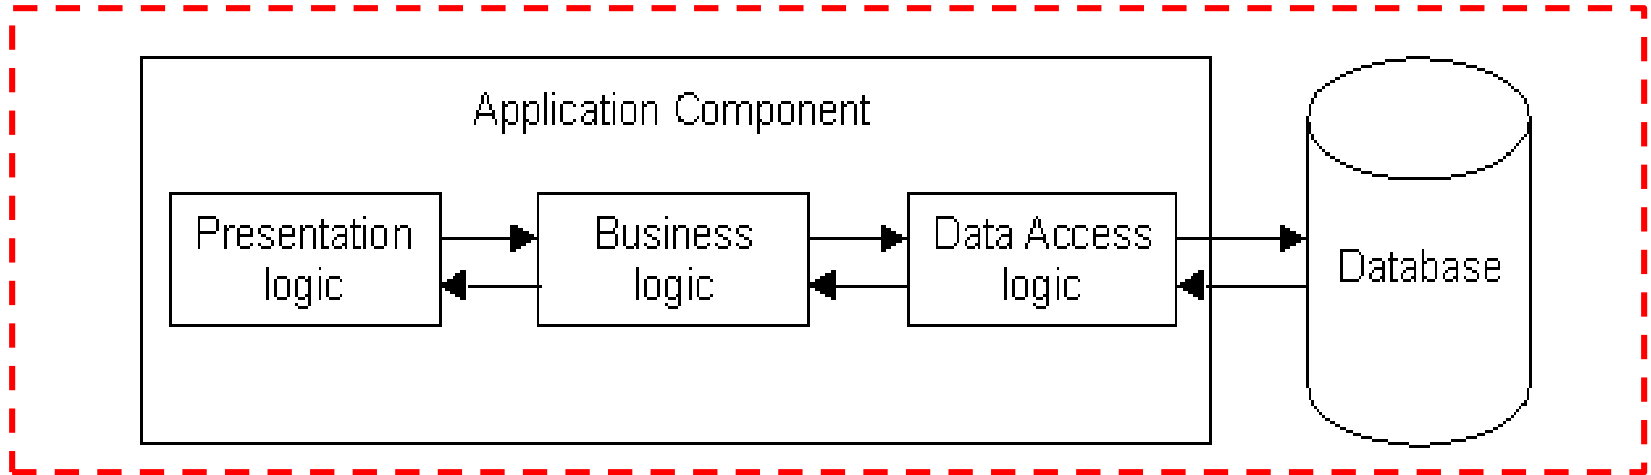 Application Component
Presentation
logic
Business
logic
Data Access
logic
Database